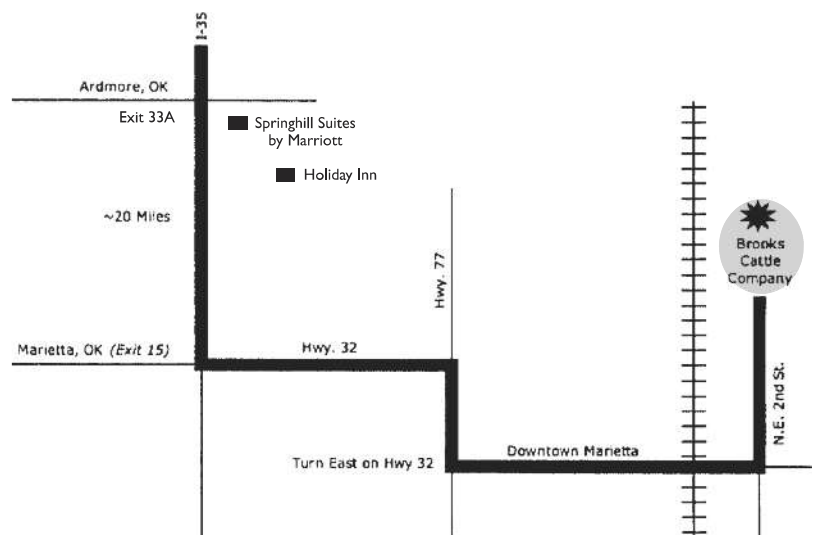 I-35
Ardmore, OK
Exit 33A
Springhill Suites
by Marriott
Holiday Inn
~20 Miles
Brooks
Cattle
Company
Hwy. 77
Marietta, OK (Exit 15)
Hwy. 32
N.E. 2nd St.
Downtown Marietta
Turn East on Hwy 32